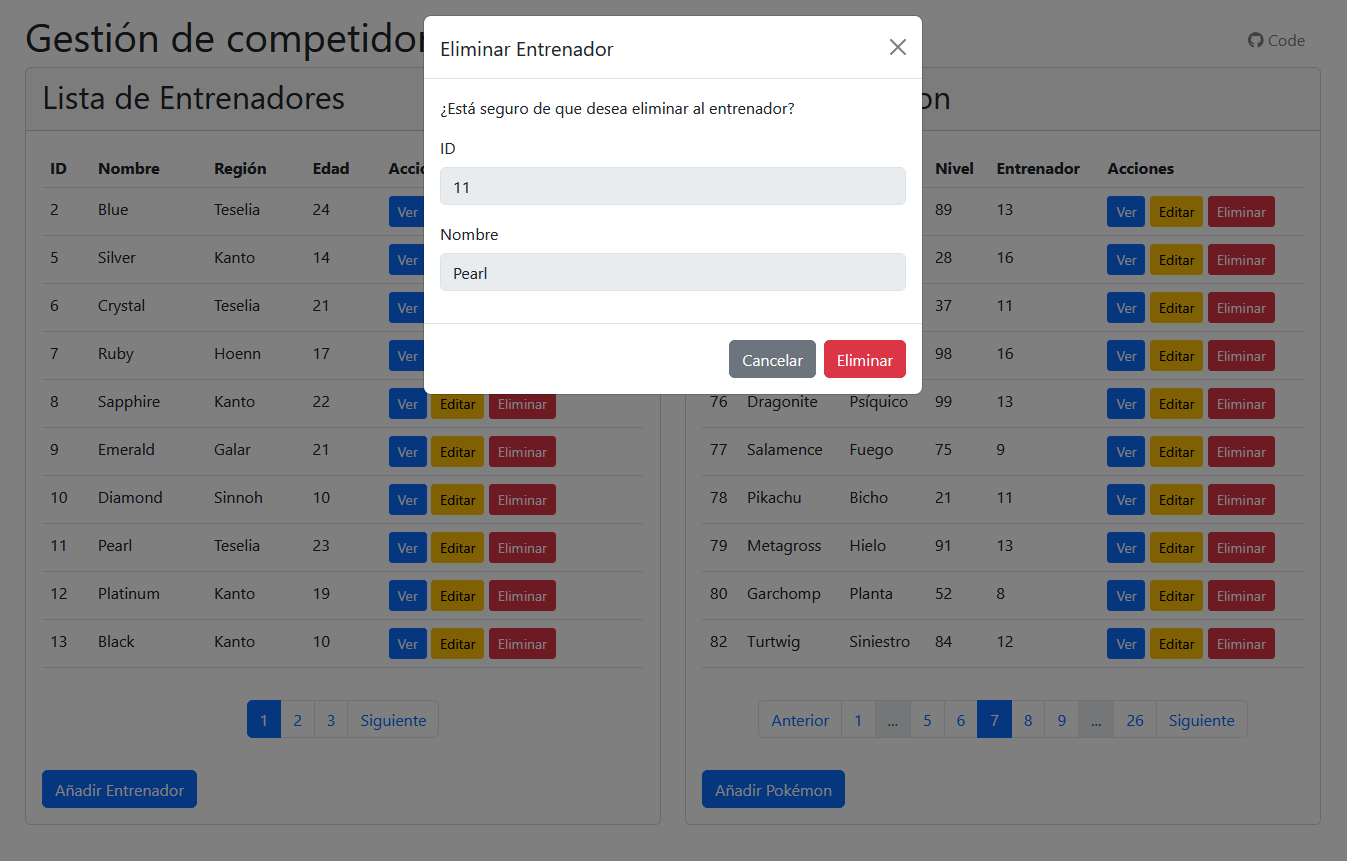 Gestión de competidor
Code
Eliminar Entrenador
¿Está seguro de que desea eliminar al entrenador?
ID
11
Nombre
Pearl
Cancelar Eliminar
Lista de Entrenadores
ID Nombre Región Edad
2 Blue Teselia 24 Ver
5 Silver Kanto 14 Ver
6 Crystal Teselia 21 Ver
7 Ruby Hoenn 17 Ver
8 Sapphire Kanto 22 Ver Editar Eliminar
9 Emerald Galar 21 Ver Editar Eliminar
10 Diamond Sinnoh 10 Ver Editar Eliminar
11 Pearl Teselia 23 Ver Editar Eliminar
12 Platinum Kanto 19 Ver Editar Eliminar
13 Black Kanto 10 Ver Editar Eliminar
1 2 3 Siguiente
Añadir Entrenador
on
Nivel Entrenador Acciones
89 13 Ver Editar Eliminar
28 16 Ver Editar Eliminar
37 11 Ver Editar Eliminar
98 16 Ver Editar Eliminar
76 Dragonite Psíquico 99 13 Ver Editar Eliminar
77 Salamence Fuego 75 9 Ver Editar Eliminar
78 Pikachu Bicho 21 11 Ver Editar Eliminar
79 Metagross Hielo 91 13 Ver Editar Eliminar
80 Garchomp Planta 52 8 Ver Editar Eliminar
82 Turtwig Siniestro 84 12 Ver Editar Eliminar
Anterior 1 ... 5 6 7 8 9 ... 26 Siguiente
Añadir Pokémon